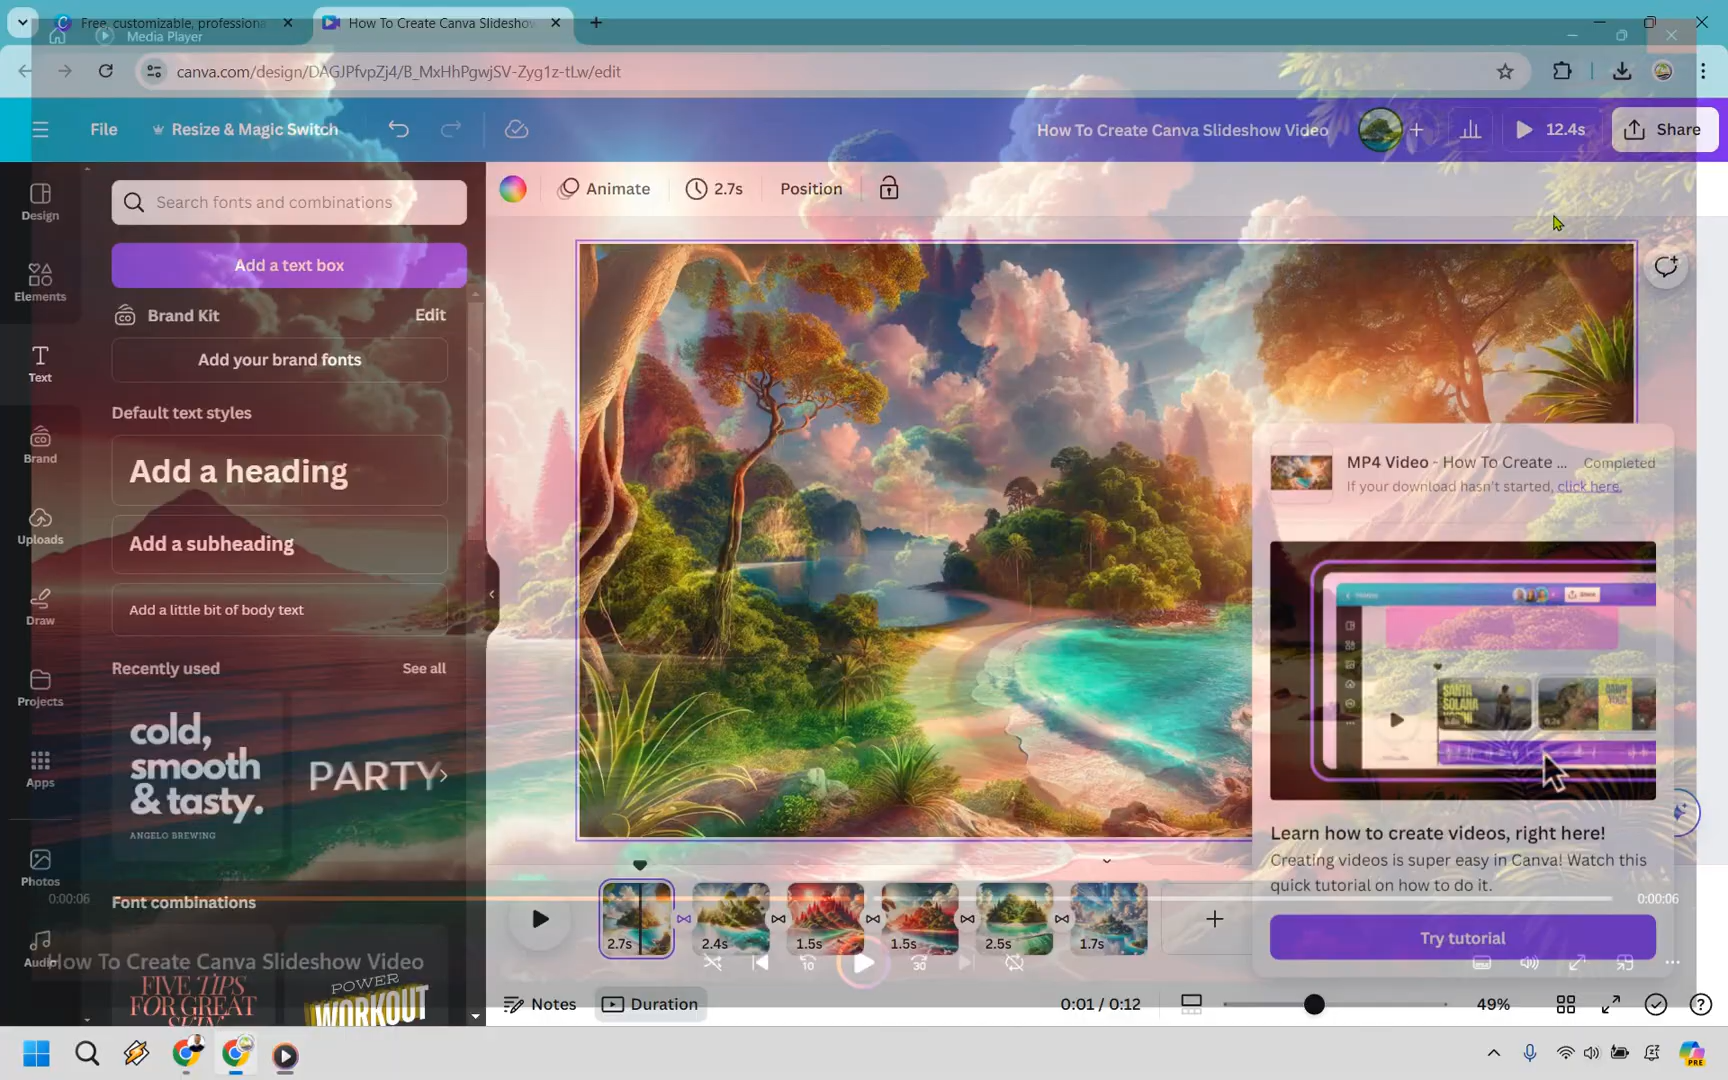 Free, customizable, professiona
How To Create Canva Slidesho
Media Player
canva.com/design/DAGJPfvpZj4/B_MxHhPgwjSV-Zyg1z-tLw/edit
File
Resize & Magic Switch
How To Create Canva Slideshow Video
12.4s
Share
Design
Search fonts and combinations
Animate
2.7s
Position
Add a text box
Elements
Brand Kit
Edit
Add your brand fonts
Text
Default text styles
Brand
Add a heading
MP4 Video - How To Create ...
Completed
If your download hasn't started, click here.
Uploads
Add a subheading
Draw
Add a little bit of body text
Recently used
See all
Projects
cold,
smooth
& tasty.
ANGELO BREWING
PARTY
SANTA
SOLANA
Apps
Learn how to create videos, right here!
Creating videos is super easy in Canva! Watch this
quick tutorial on how to do it.
Photos
0:00:06
0:00:06
Font combinations
2.7s
2.4s
1.5s
1.5s
2.5s
1.7s
Try tutorial
Audio
How To Create Canva Slideshow Video
10
30
FIVE TIPS
FOR GREAT
SKIN
POWER
WORKOUT
Notes
Duration
0:01 / 0:12
49%
PRE